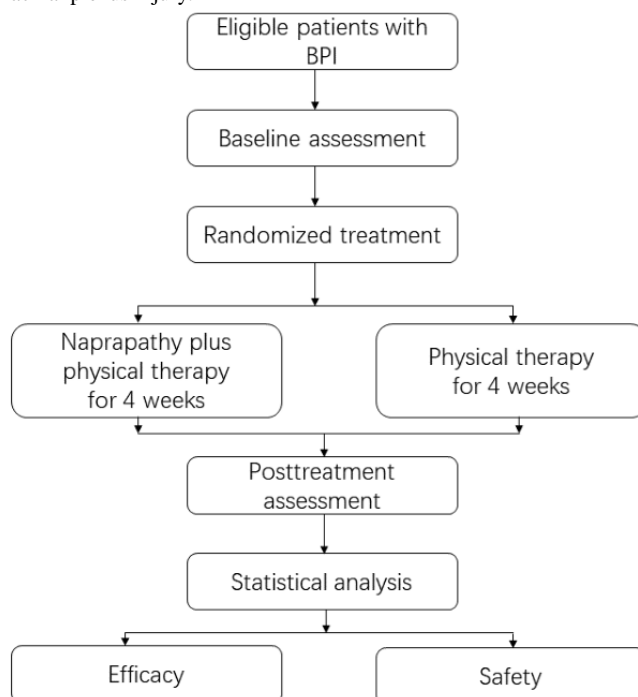 Eligible patients with
BPI
Baseline assessment
Randomized treatment
Naprapathy plus
physical therapy
for 4 weeks
Physical therapy
for 4 weeks
Posttreatment
assessment
Statistical analysis
Efficacy
Safety